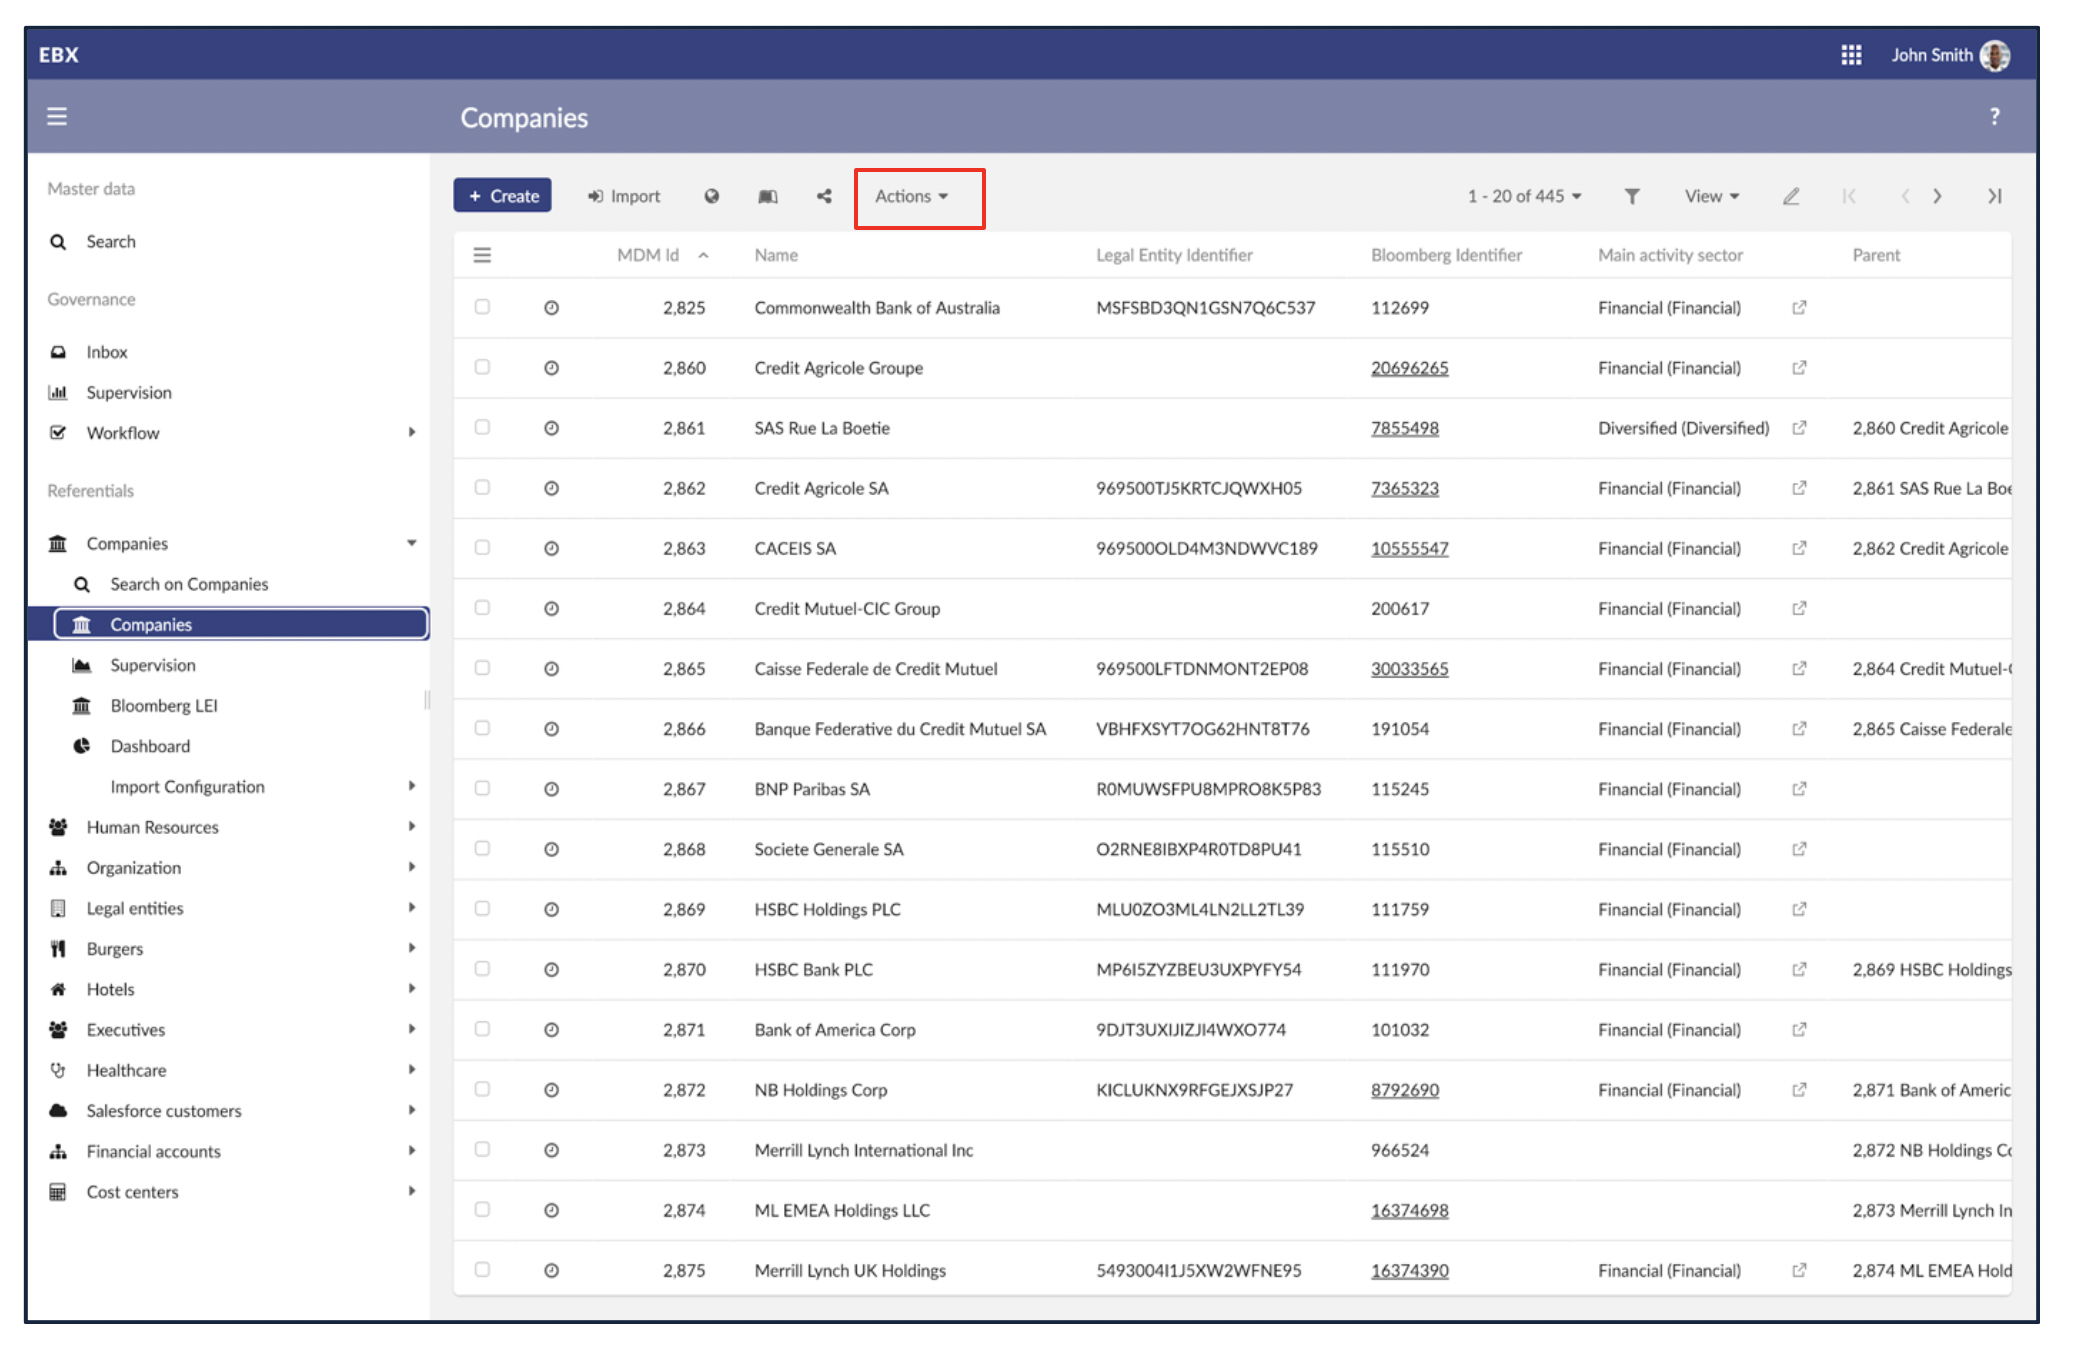 EBX
John Smith
Companies
?
Master data
Search
Governance
Inbox
Supervision
Workflow
Referentials
Companies
Search on Companies
Companies
Supervision
Bloomberg LEI
Dashboard
Import Configuration
Human Resources
Organization
Legal entities
Burgers
Hotels
Executives
Healthcare
Salesforce customers
Financial accounts
Cost centers
+ Create Import Actions 1 - 20 of 445 View
MDM Id Name Legal Entity Identifier Bloomberg Identifier Main activity sector Parent
2,825 Commonwealth Bank of Australia MSFSBD3QN1GSN7Q6C537 112699 Financial (Financial)
2,860 Credit Agricole Groupe 20696265 Financial (Financial)
2,861 SAS Rue La Boetie 7855498 Diversified (Diversified) 2,860 Credit Agricole
2,862 Credit Agricole SA 969500TJ5KRTCJQWXH05 7365323 Financial (Financial) 2,861 SAS Rue La Boe
2,863 CACEIS SA 969500OLD4M3NDWVC189 10555547 Financial (Financial) 2,862 Credit Agricole
2,864 Credit Mutuel-CIC Group 200617 Financial (Financial)
2,865 Caisse Federale de Credit Mutuel 969500LFTDNMONT2EP08 30033565 Financial (Financial) 2,864 Credit Mutuel-
2,866 Banque Federative du Credit Mutuel SA VBHFXSYT7OG62HNT8T76 191054 Financial (Financial) 2,865 Caisse Federale
2,867 BNP Paribas SA R0MUWSFPU8MPRO8K5P83 115245 Financial (Financial)
2,868 Societe Generale SA O2RNE8IBXP4R0TD8PU41 115510 Financial (Financial)
2,869 HSBC Holdings PLC MLU0ZO3ML4LN2LL2TL39 111759 Financial (Financial)
2,870 HSBC Bank PLC MP6I5ZYZBEU3UXPYFY54 111970 Financial (Financial) 2,869 HSBC Holdings
2,871 Bank of America Corp 9DJT3UXIJIZJI4WXO774 101032 Financial (Financial)
2,872 NB Holdings Corp KICLUKNX9RFGEJXSJP27 8792690 Financial (Financial) 2,871 Bank of Americ
2,873 Merrill Lynch International Inc 966524 2,872 NB Holdings Co
2,874 ML EMEA Holdings LLC 16374698 2,873 Merrill Lynch In
2,875 Merrill Lynch UK Holdings 5493004I1J5XW2WFNE95 16374390 Financial (Financial) 2,874 ML EMEA Hold